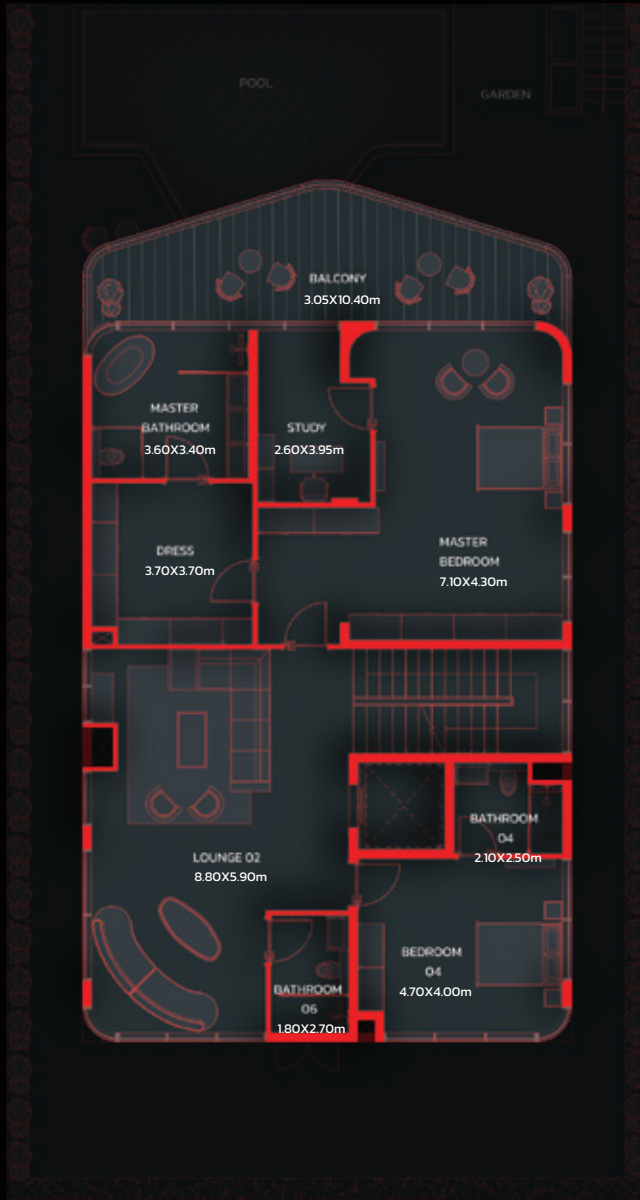 POOL
GARDEN
BALCONY
3.05X10.40m
MASTER
BATHROOM
3.60X3.40m
STUDY
2.60X3.95m
DRESS
3.70X3.70m
MASTER
BEDROOM
7.10X4.30m
LOUNGE 02
8.80X5.90m
BATHROOM
04
2.10X2.50m
BEDROOM
04
4.70X4.00m
BATHROOM
06
1.80X2.70m